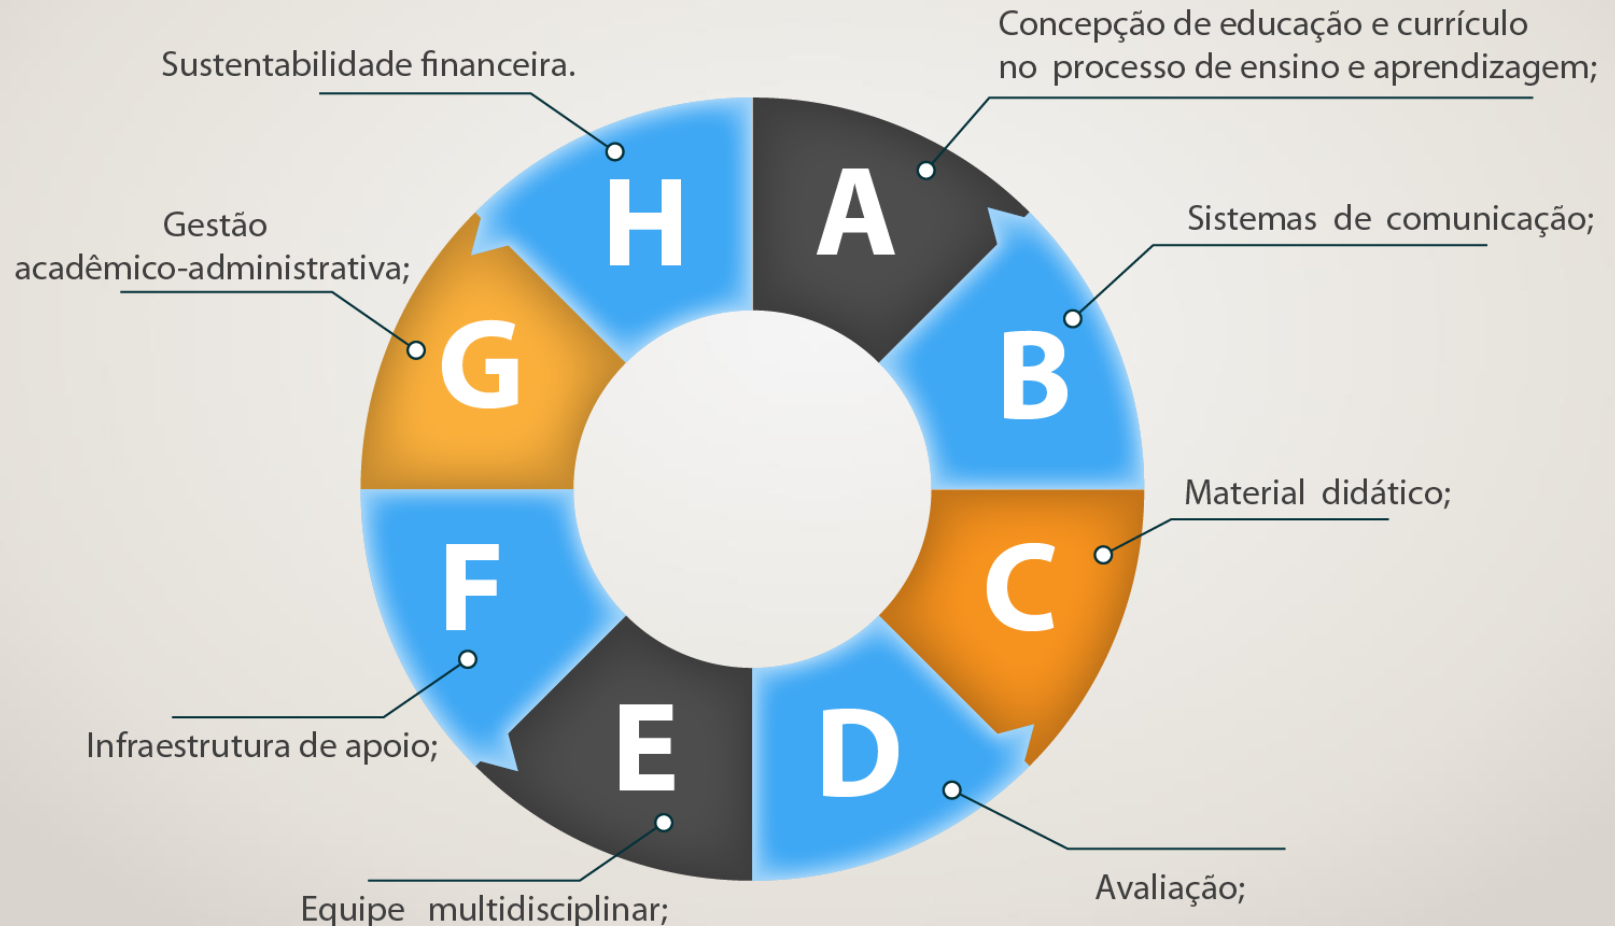 Concepção de educação e currículo
no processo de ensino e aprendizagem;
Sustentabilidade financeira.
Sistemas de comunicação;
Gestão
acadêmico-administrativa;
Material didático;
Infraestrutura de apoio;
Avaliação;
Equipe multidisciplinar;
A
B
C
D
E
F
G
H